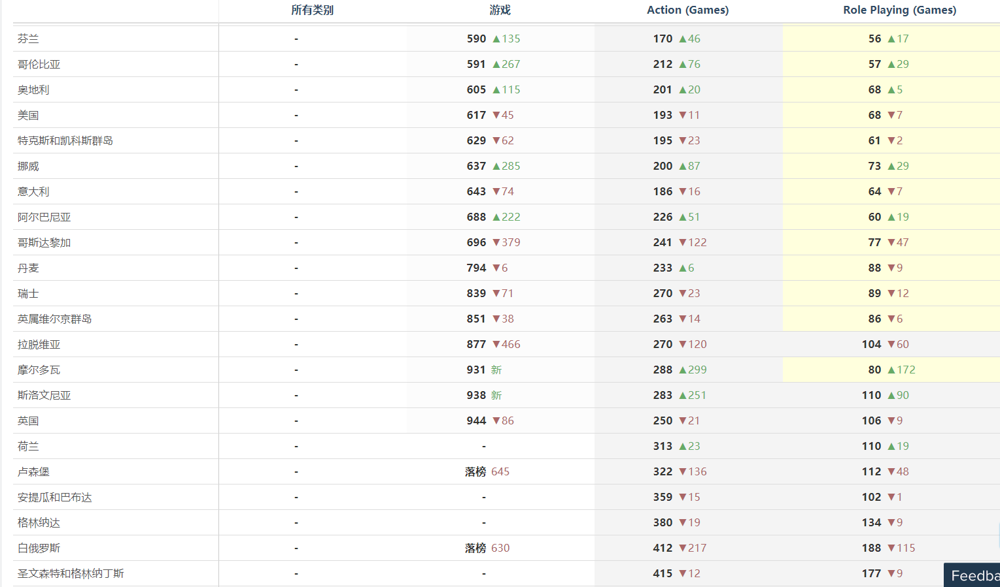 所有类别 游戏 Action (Games) Role Playing (Games)
芬兰 - 590 ▲135 170 ▲46 56 ▲17
哥伦比亚 - 591 ▲267 212 ▲76 57 ▲29
奥地利 - 605 ▲115 201 ▲20 68 ▲5
美国 - 617 ▼45 193 ▼11 68 ▼7
特克斯和凯科斯群岛 - 629 ▼62 195 ▼23 61 ▼2
挪威 - 637 ▲285 200 ▲87 73 ▲29
意大利 - 643 ▼74 186 ▼16 64 ▼7
阿尔巴尼亚 - 688 ▲222 226 ▲51 60 ▲19
哥斯达黎加 - 696 ▼379 241 ▼122 77 ▼47
丹麦 - 794 ▼6 233 ▲6 88 ▼9
瑞士 - 839 ▼71 270 ▼23 89 ▼12
英属维尔京群岛 - 851 ▼38 263 ▼14 86 ▼6
拉脱维亚 - 877 ▼466 270 ▼120 104 ▼60
摩尔多瓦 - 931 新 288 ▲299 80 ▲172
斯洛文尼亚 - 938 新 283 ▲251 110 ▲90
英国 - 944 ▼86 250 ▼21 106 ▼9
荷兰 - - 313 ▲23 110 ▲19
卢森堡 - 落榜 645 322 ▼136 112 ▼48
安提瓜和巴布达 - - 359 ▼15 102 ▼1
格林纳达 - - 380 ▼19 134 ▼9
白俄罗斯 - 落榜 630 412 ▼217 188 ▼115
圣文森特和格林纳丁斯 - - 415 ▼12 177 ▼9
Feedba